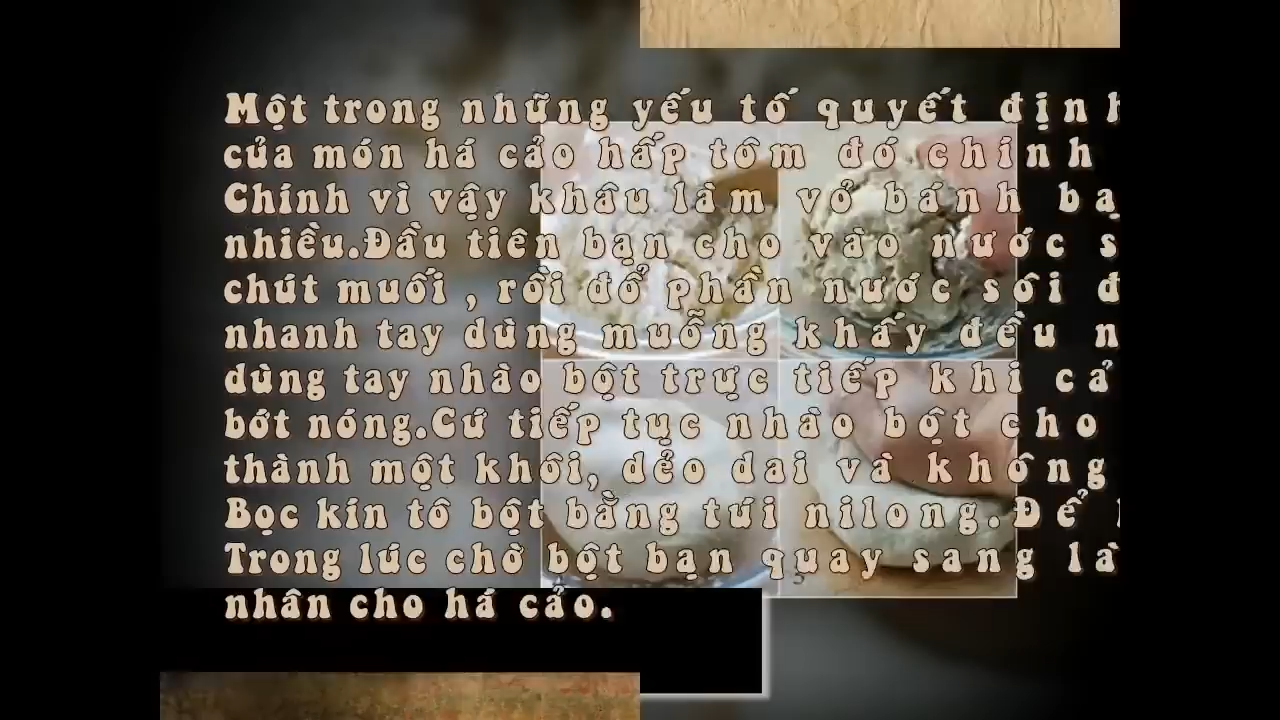 Một trong những yếu tố quyết định
của món há cảo hấp tôm đó chính
Chính vì vậy khâu làm vỏ bánh
nhiều.Đầu tiên bạn cho vào nước
chút muối , rồi đổ phần nước sôi
nhanh tay dùng muỗng khấy đều
dùng tay nhào bột trực tiếp khi cả
bớt nóng.Cứ tiếp tục nhào bột cho
thành một khôi, dẻo dai và không
Bọc kín tô bột bằng túi nilong.Để
Trong lúc chờ bột bạn quay sang
nhân cho há cảo.